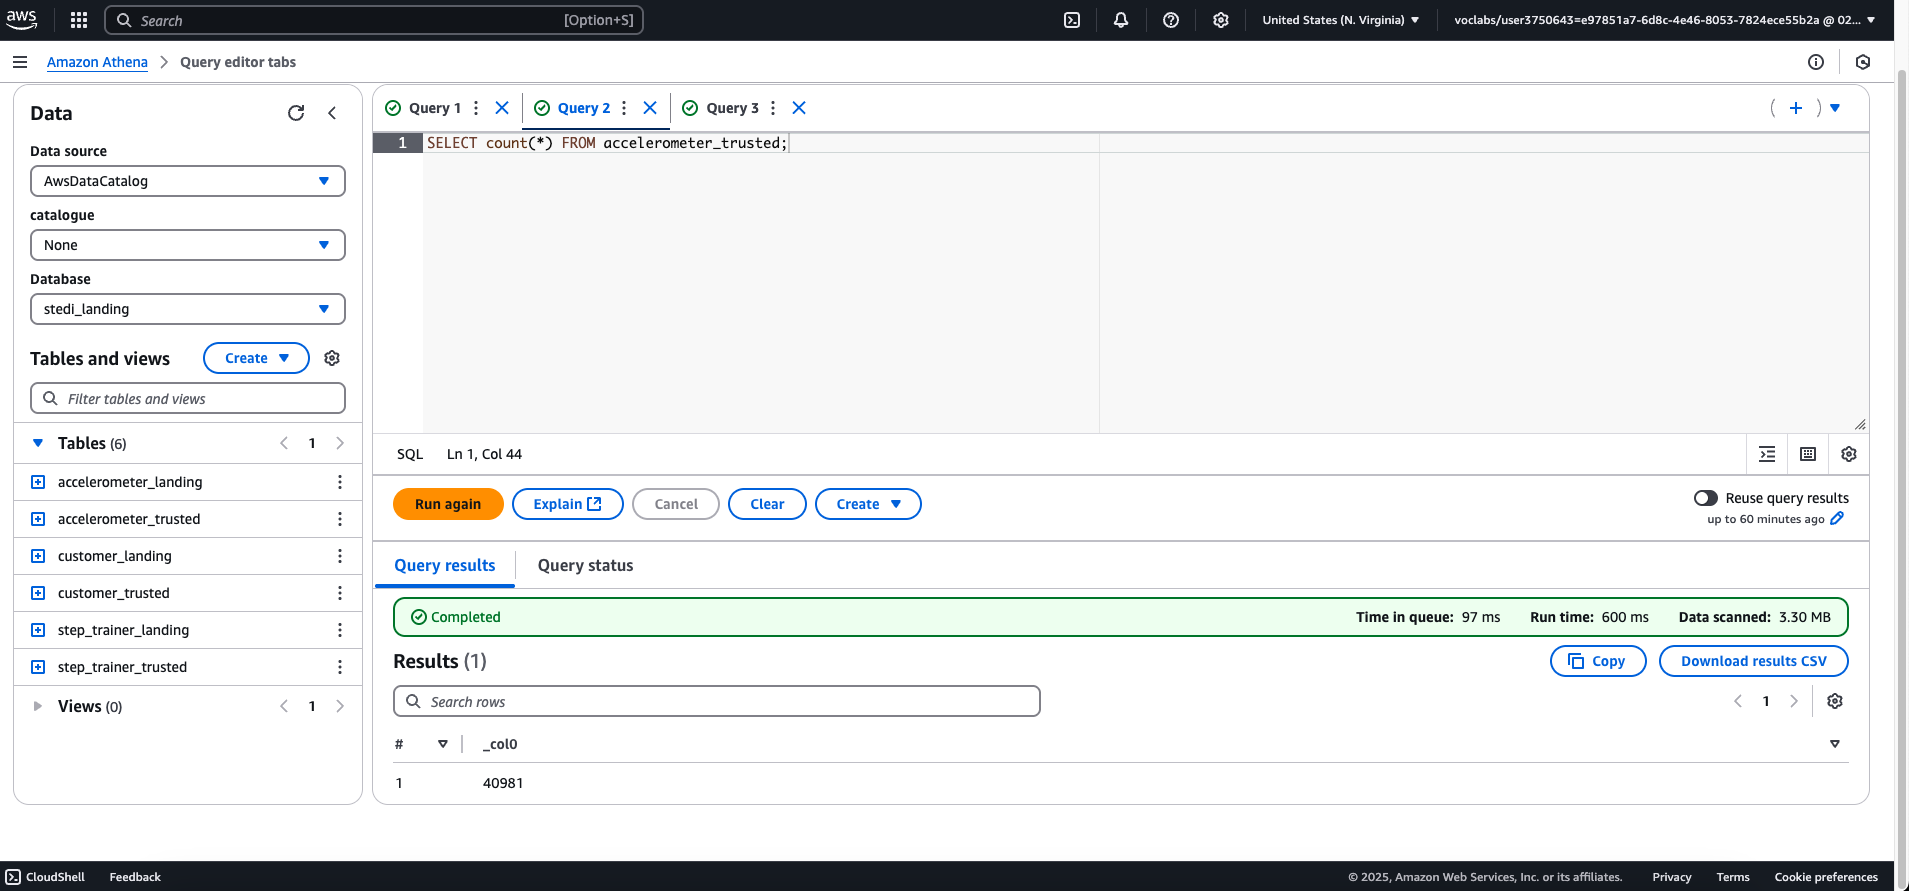 aws
Search [Option+S]
United States (N. Virginia)
voclabs/user3750643=e97851a7-6d8c-4e46-8053-7824ece55b2a @ 02...
Amazon Athena > Query editor tabs
Data
Data source
AwsDataCatalog
catalogue
None
Database
stedi_landing
Tables and views
Create
Filter tables and views
Tables (6)
1
accelerometer_landing
accelerometer_trusted
customer_landing
customer_trusted
step_trainer_landing
step_trainer_trusted
Views (0)
1
Query 1
Query 2
Query 3
1 SELECT count(*) FROM accelerometer_trusted;
SQL Ln 1, Col 44
Run again
Explain
Cancel
Clear
Create
Reuse query results
up to 60 minutes ago
Query results
Query status
Completed
Time in queue: 97 ms
Run time: 600 ms
Data scanned: 3.30 MB
Results (1)
Copy
Download results CSV
Search rows
1
# _col0
1 40981
CloudShell
Feedback
© 2025, Amazon Web Services, Inc. or its affiliates.
Privacy
Terms
Cookie preferences